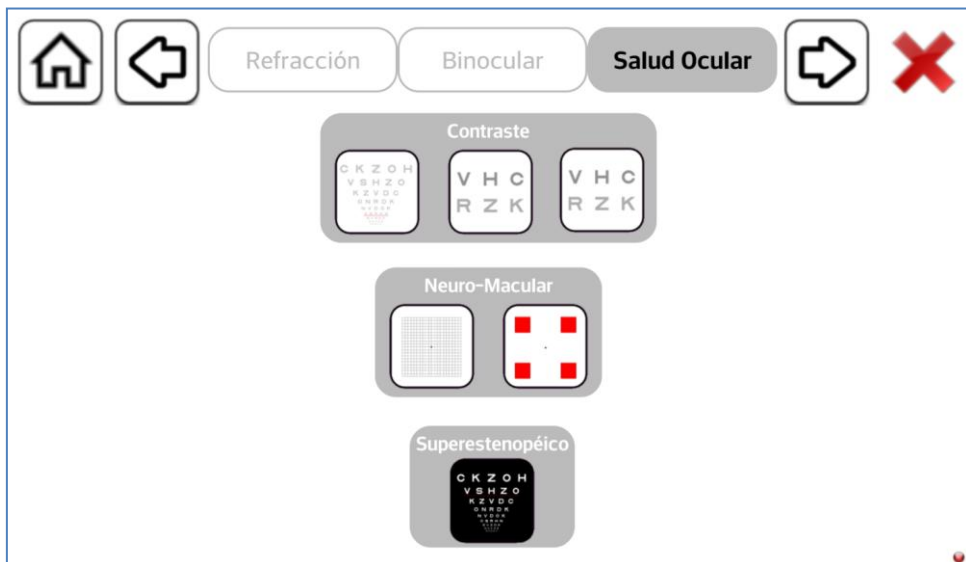 Refracción
Binocular
Salud Ocular
Contraste
C K Z O H
V S H Z O
K Z V D C
V H C
R Z K
V H C
R Z K
Neuro-Macular
Superestenopéico
C K Z O H
V S H Z O
K Z V D C
G N R D K